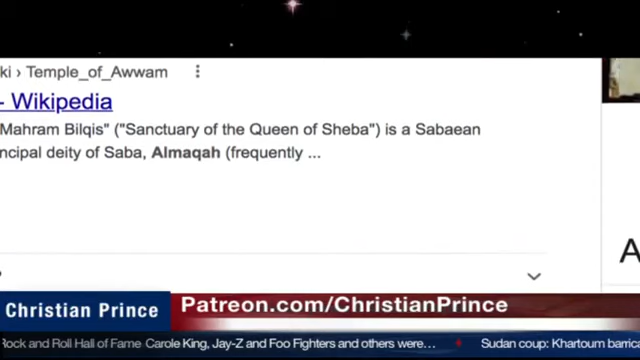 ki › Temple_of_Awwam
- Wikipedia
Mahram Bilqis" ("Sanctuary of the Queen of Sheba") is a Sabaean
ncipal deity of Saba, Almaqah (frequently ...
A
Christian Prince
Patreon.com/ChristianPrince
Rock and Roll Hall of Fame Carole King, Jay-Z and Foo Fighters and others were... Sudan coup: Khartoum barric